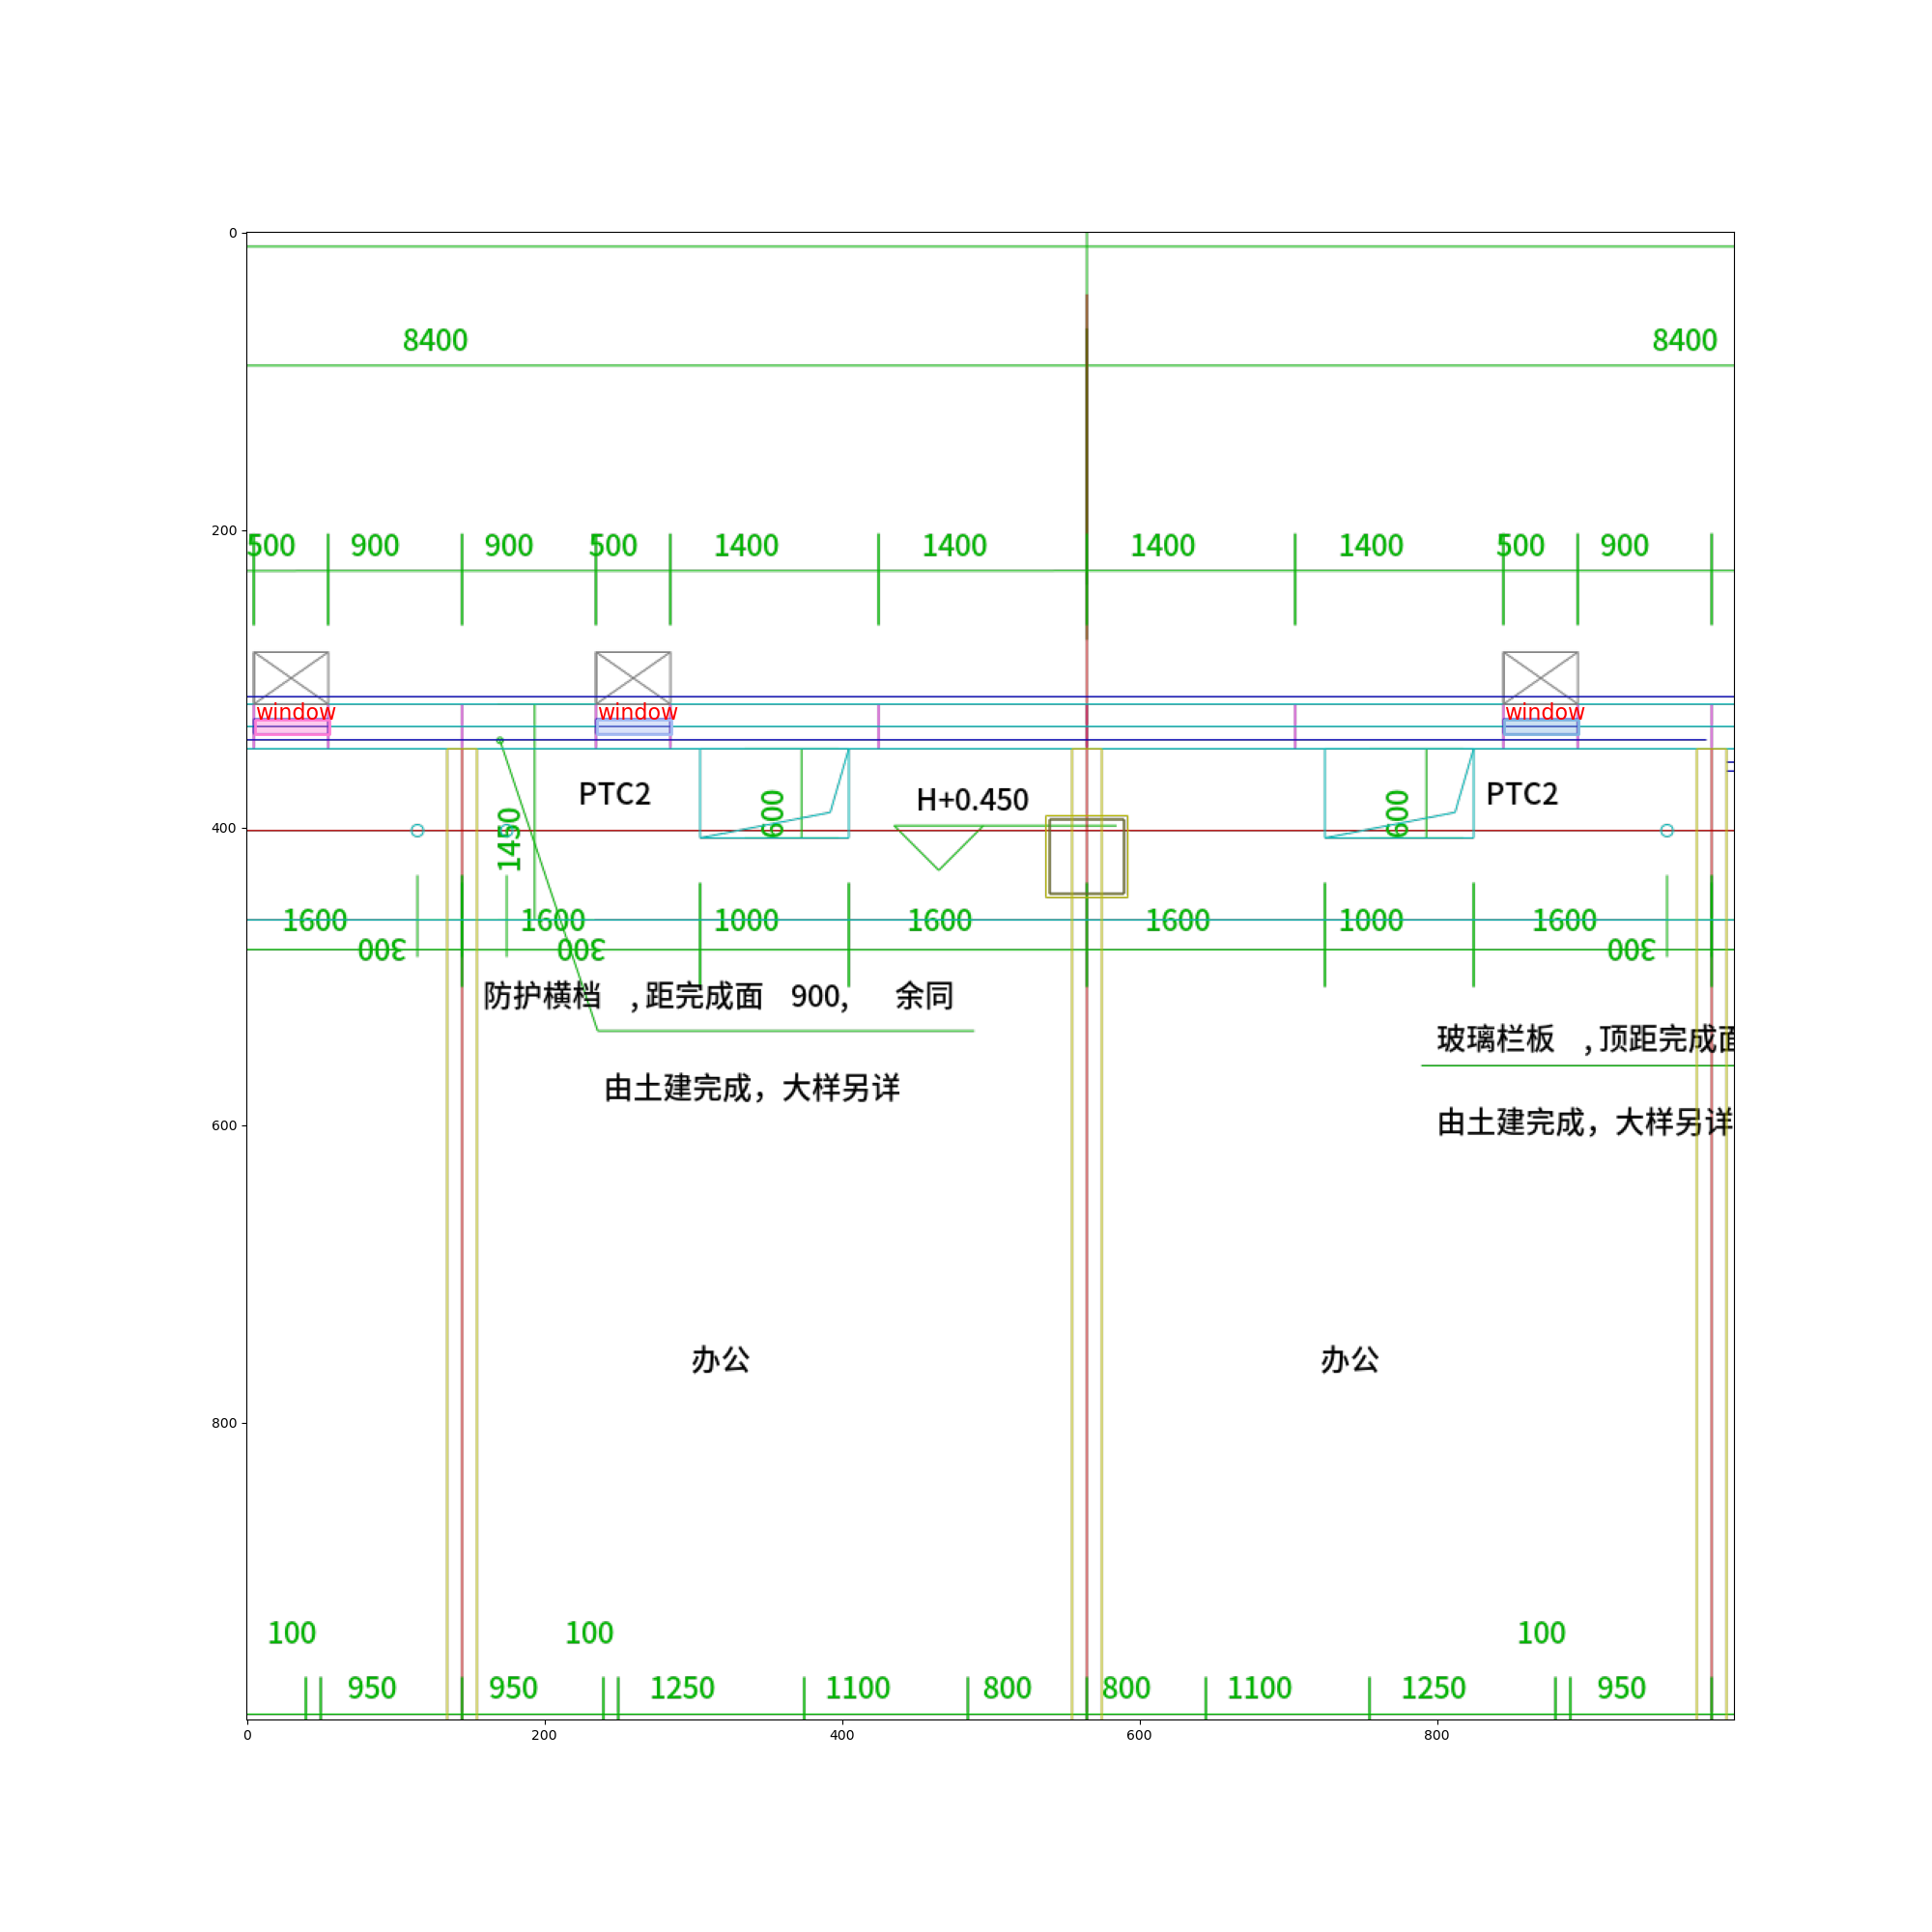 0
8400 8400
200
500 900 900 500 1400 1400 1400 1400 500 900
window window window
PTC2 600 H+0.450 600 PTC2
400
1450
1600 1600 1000 1600 1600 1000 1600
300 300 300
防护横档 ,距完成面 900, 余同
玻璃栏板 ,顶距完成面
由土建完成，大样另详
由土建完成，大样另详
600
办公 办公
800
100 100 100
950 950 1250 1100 800 800 1100 1250 950
0 200 400 600 800